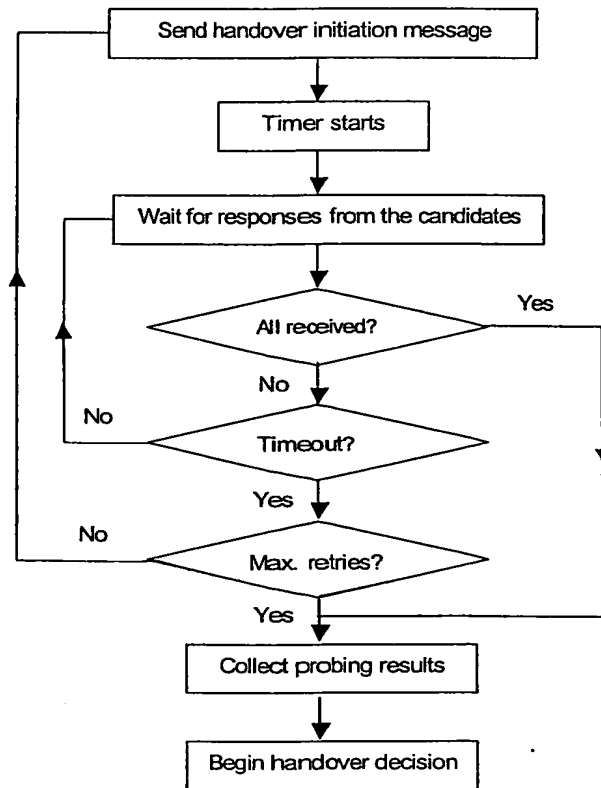 Send handover initiation message
Timer starts
Wait for responses from the candidates
All received?
Yes
No
Timeout?
No
Yes
Max. retries?
No
Yes
Collect probing results
Begin handover decision